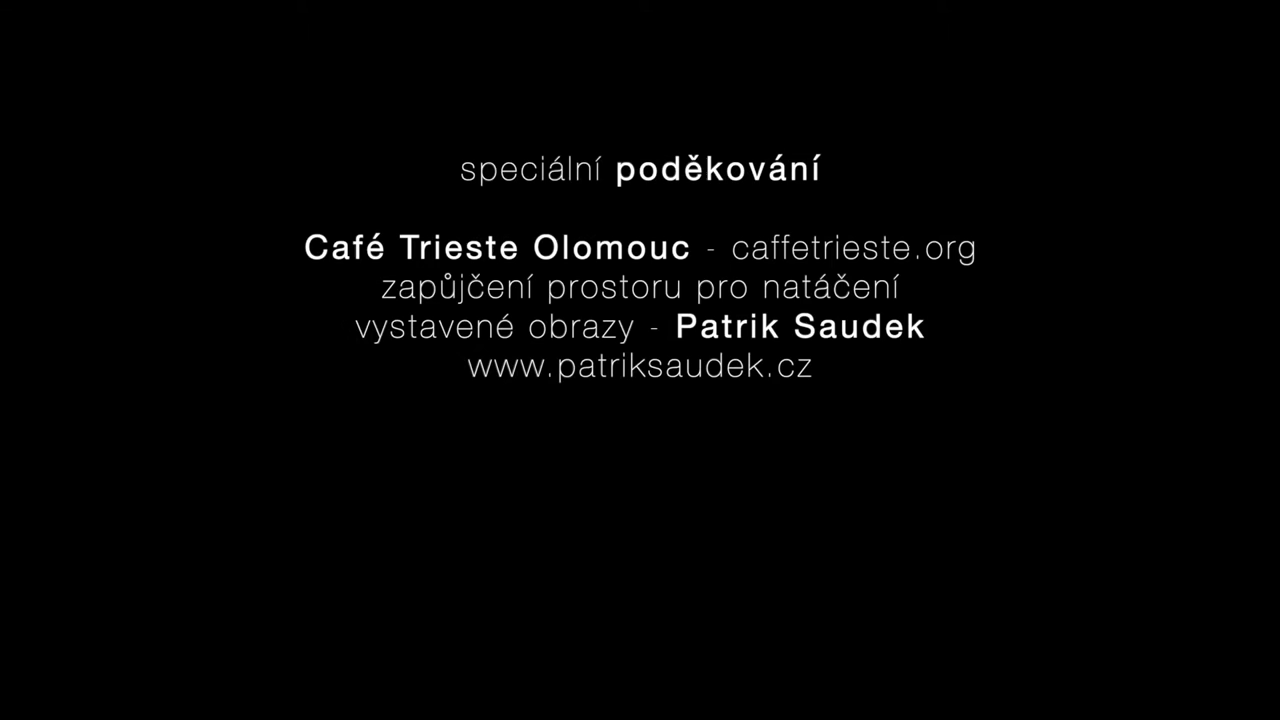 speciální poděkování
Café Trieste Olomouc - caffetrieste.org
zapůjčení prostoru pro natáčení
vystavené obrazy - Patrik Saudek
www.patriksaudek.cz